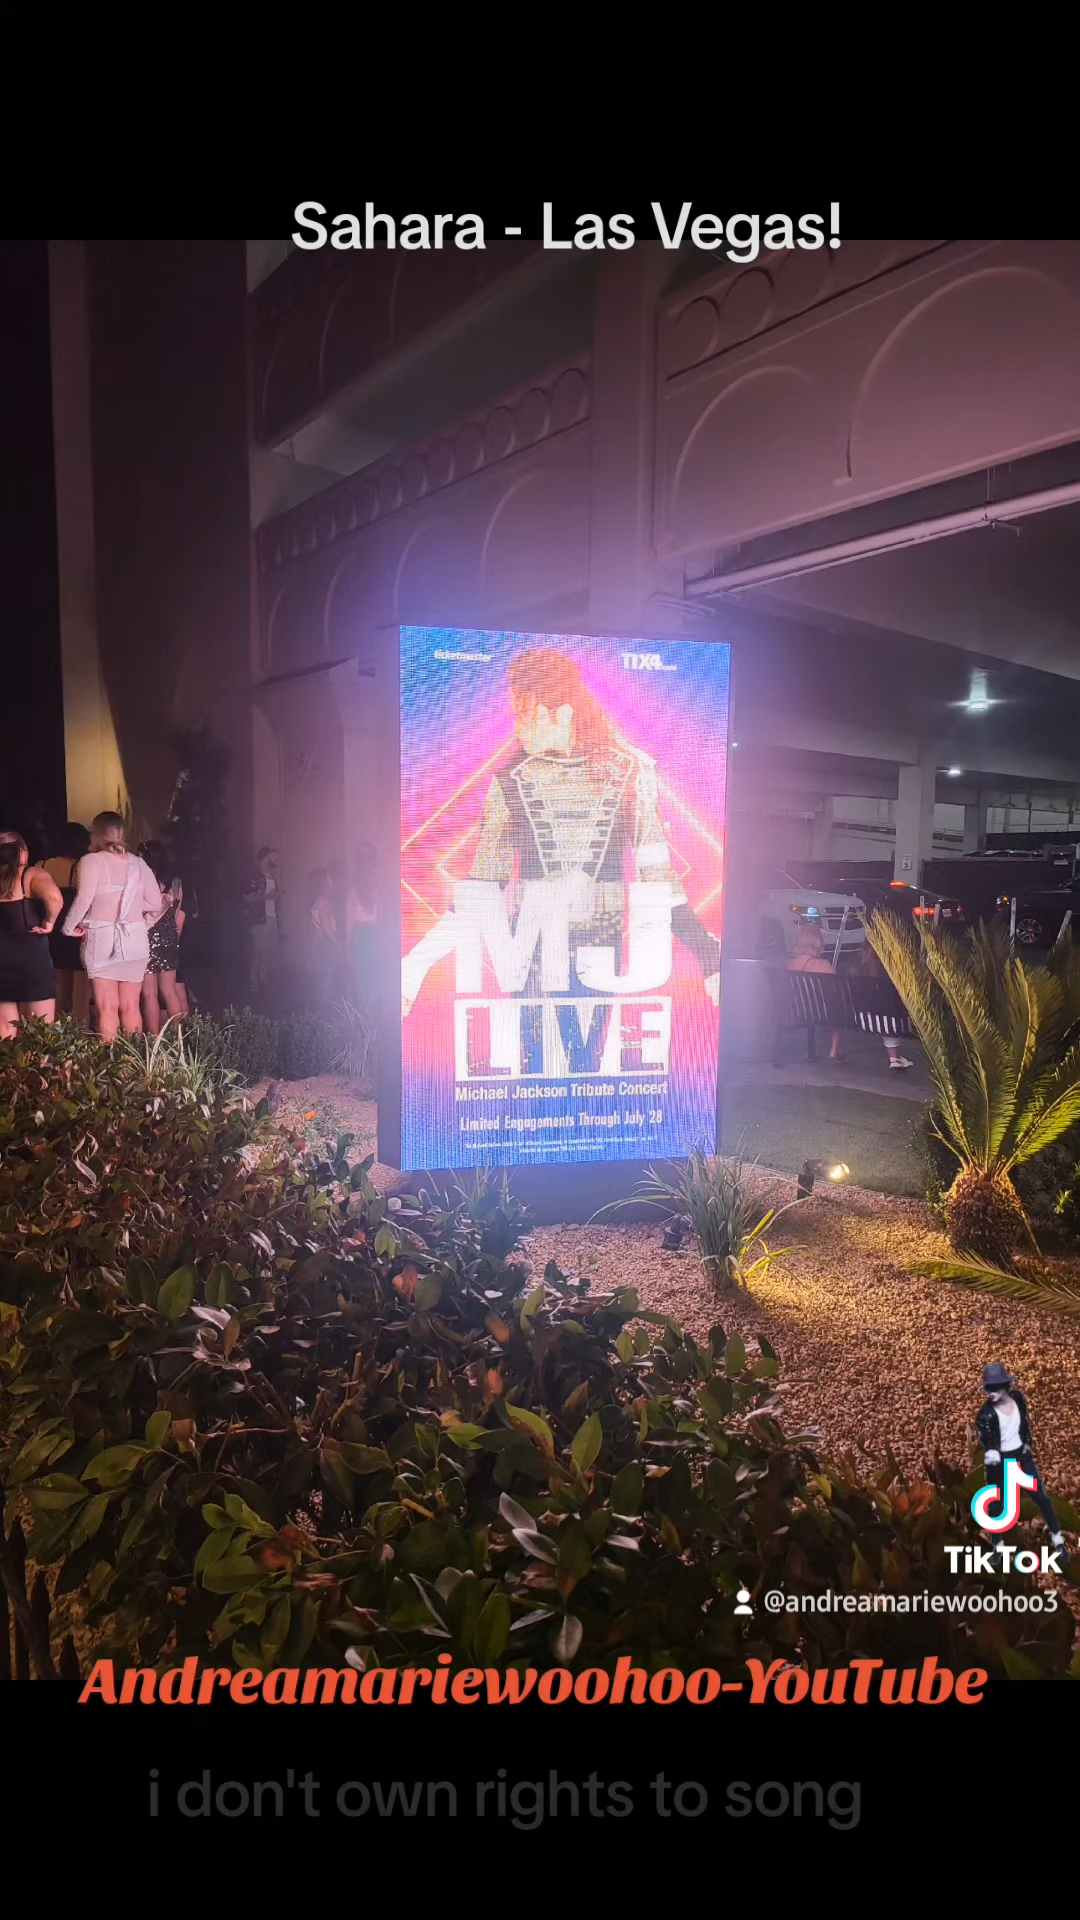 Sahara - Las Vegas!
ticketmaster
TIX4.com
MJ
LIVE
Michael Jackson Tribute Concert
Limited Engagements Through July 28
TikTok
@andreamariewoohoo3
Andreamariewoohoo-YouTube
i don't own rights to song